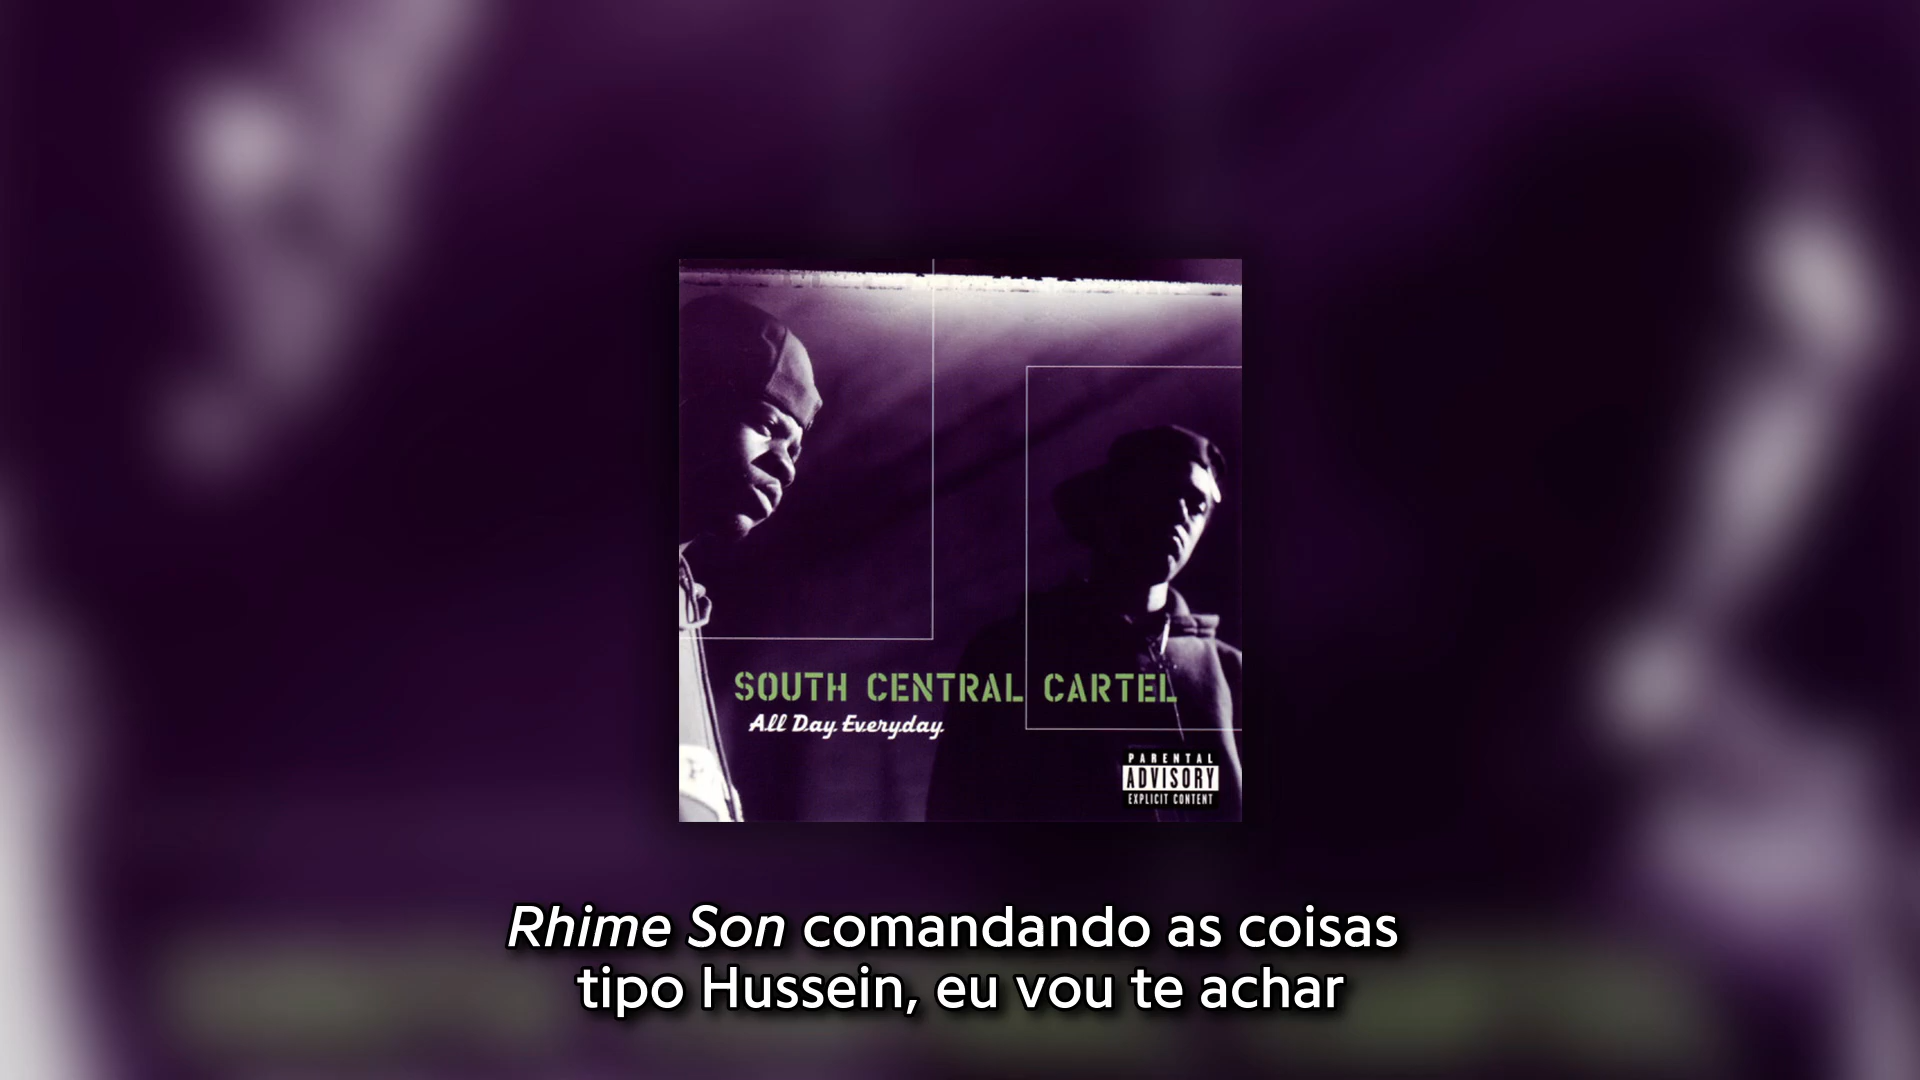 SOUTH CENTRAL CARTEL
All Day Everyday
PARENTAL
ADVISORY
EXPLICIT CONTENT
Rhime Son comandando as coisas
tipo Hussein, eu vou te achar